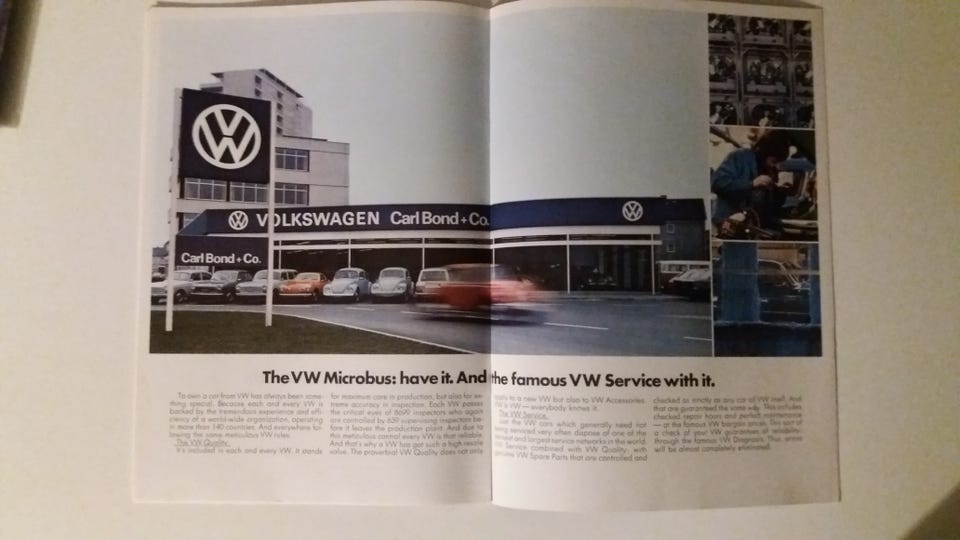 VOLKSWAGEN Carl Bond + Co.
Carl Bond + Co.
The VW Microbus: have it. And the famous VW Service with it.
To own a car from VW has always been some-
thing special. Because each and every VW is
backed by the tremendous experience and effi-
ciency of a world-wide organization, operating
in more than 140 countries. And everywhere fol-
lowing the same meticulous VW rules.
The VW Quality.
It's included in each and every VW. It stands
for maximum care in production, but also for ex-
treme accuracy in inspection. Each VW passes
the critical eyes of inspectors who again
are controlled by 839 supervising inspectors be-
fore it leaves the production plant. And due to
this meticulous control every VW is that reliable.
And that's why a VW has got such a high resale
value. The proverbial VW Quality does not only
apply to a new VW but also to VW Accessories.
VW is VW — everybody knows it.
The VW Service.
Just the VW cars which generally need not
being serviced very often dispose of one of the
densest and largest service networks in the world.
VW Service combined with VW Quality: with
genuine VW Spare Parts that are controlled and
checked as strictly as any car of VW itself. And
that are guaranteed the same way. This includes
checked repair hours and perfect maintenance
— at the famous VW bargain prices. This sort of
a check of your VW guarantees of reliability:
through the famous VW Diagnosis. Thus, errors
will be almost completely eliminated.